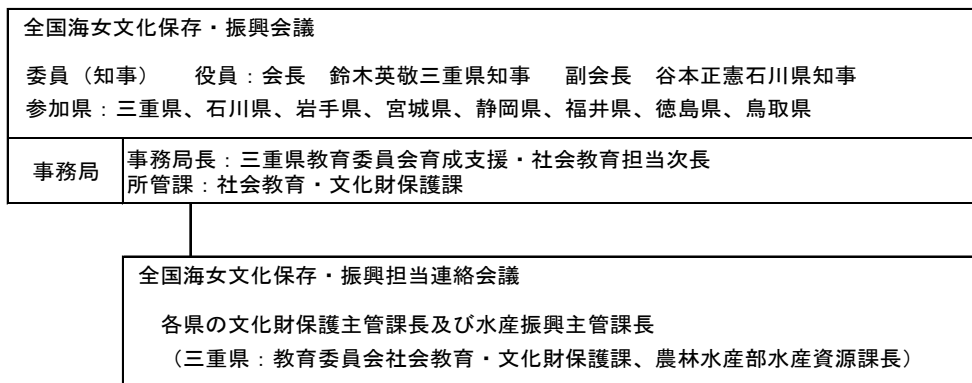 全国海女文化保存・振興会議
委員（知事）　役員：会長　鈴木英敬三重県知事　副会長　谷本正憲石川県知事
参加県：三重県、石川県、岩手県、宮城県、静岡県、福井県、徳島県、鳥取県
事務局
事務局長：三重県教育委員会育成支援・社会教育担当次長
所管課：社会教育・文化財保護課
全国海女文化保存・振興担当連絡会議
各県の文化財保護主管課長及び水産振興主管課長
（三重県：教育委員会社会教育・文化財保護課、農林水産部水産資源課長）